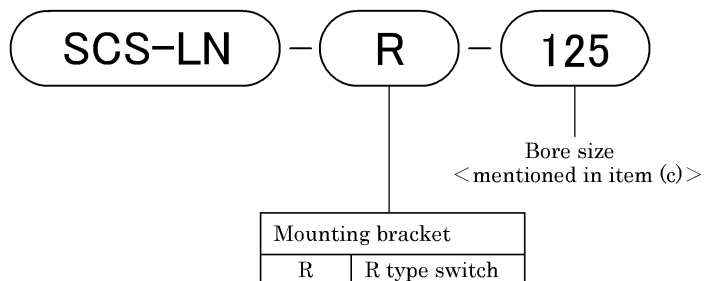 SCS-LN - R - 125
Bore size
<mentioned in item (c)>
Mounting bracket
R R type switch